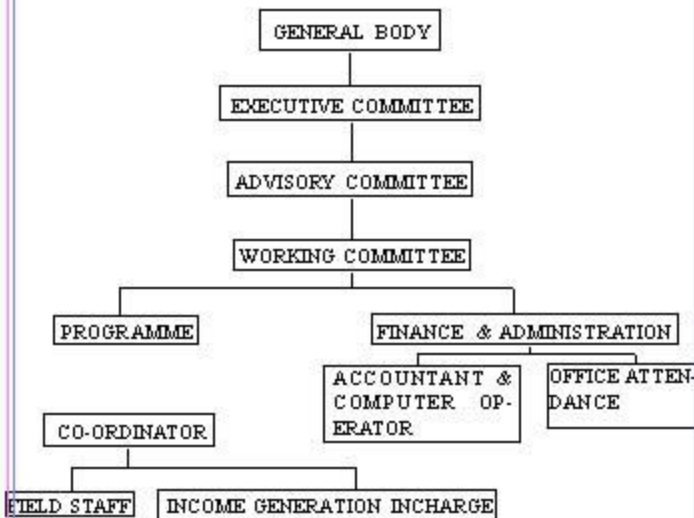 GENERAL BODY
EXECUTIVE COMMITTEE
ADVISORY COMMITTEE
WORKING COMMITTEE
PROGRAMME
FINANCE & ADMINISTRATION
ACCOUNTANT &
COMPUTER OP-
ERATOR
OFFICE ATTEN-
DANCE
CO-ORDINATOR
FIELD STAFF
INCOME GENERATION INCHARGE